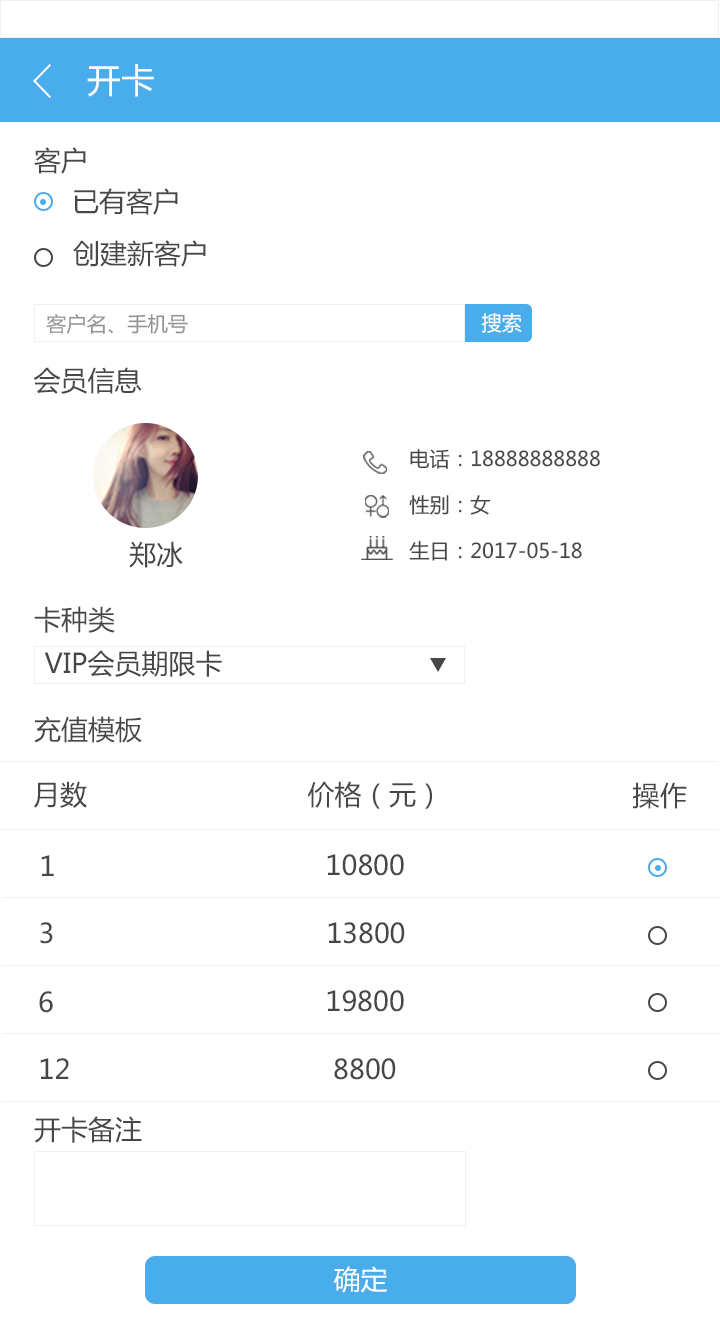 开卡
客户
已有客户
创建新客户
客户名、手机号 搜索
会员信息
电话：18888888888
性别：女
生日：2017-05-18
郑冰
卡种类
VIP会员期限卡
充值模板
月数 价格（元） 操作
1 10800
3 13800
6 19800
12 8800
开卡备注
确定